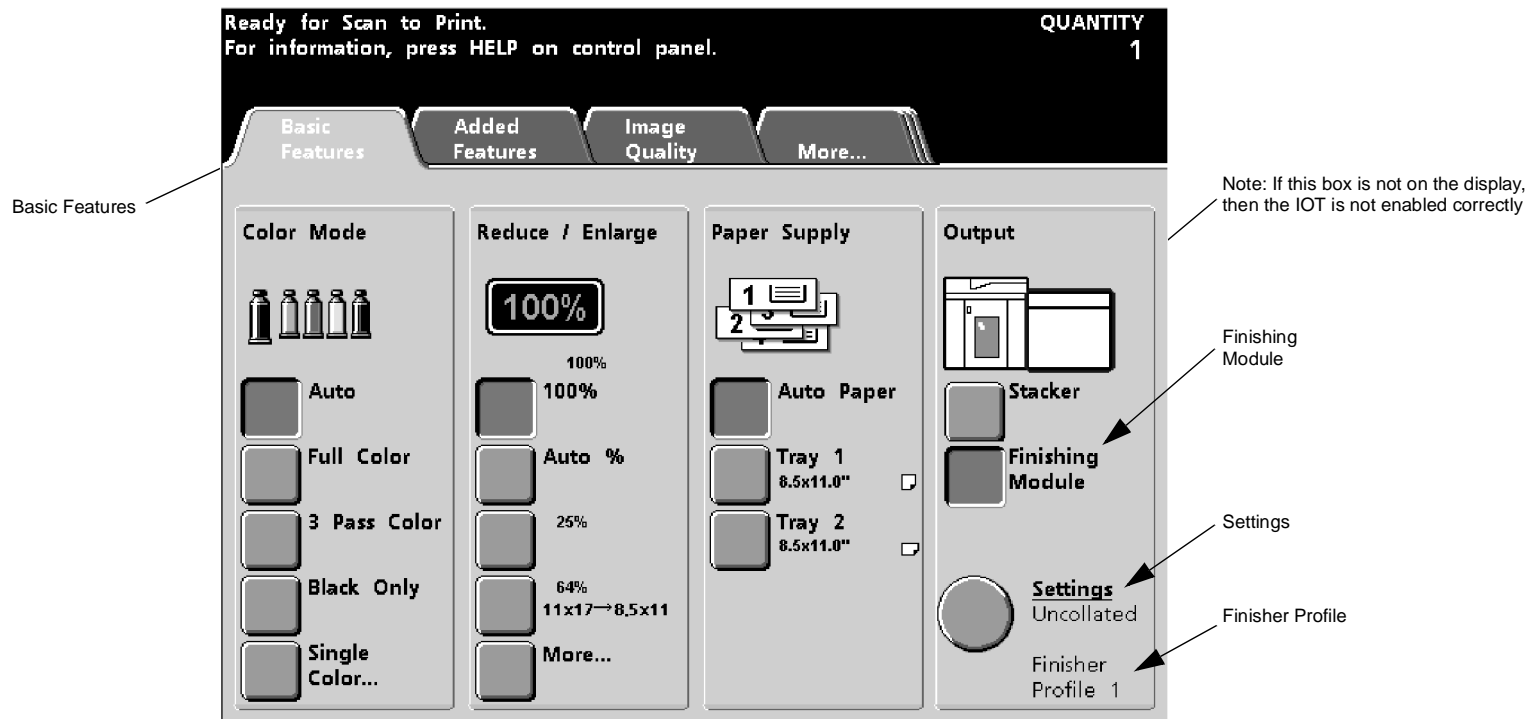 Ready for Scan to Print.
For information, press HELP on control panel.
QUANTITY
1
Basic
Features
Added
Features
Image
Quality
More...
Basic Features
Note: If this box is not on the display,
then the IOT is not enabled correctly
Color Mode
Auto
Full Color
3 Pass Color
Black Only
Single
Color...
Reduce / Enlarge
100%
100%
100%
Auto %
25%
64%
11x17→8.5x11
More...
Paper Supply
1
2
3
Auto Paper
Tray 1
8.5x11.0"
Tray 2
8.5x11.0"
Output
Stacker
Finishing
Module
Settings
Uncollated
Finisher
Profile 1
Finishing
Module
Settings
Finisher Profile